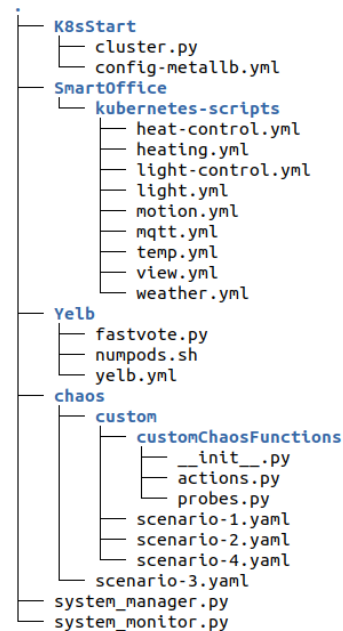 .
K8sStart
cluster.py
config-metallb.yml
SmartOffice
kubernetes-scripts
heat-control.yml
heating.yml
light-control.yml
light.yml
motion.yml
mqtt.yml
temp.yml
view.yml
weather.yml
Yelb
fastvote.py
numpods.sh
yelb.yml
chaos
custom
customChaosFunctions
__init__.py
actions.py
probes.py
scenario-1.yaml
scenario-2.yaml
scenario-4.yaml
scenario-3.yaml
system_manager.py
system_monitor.py